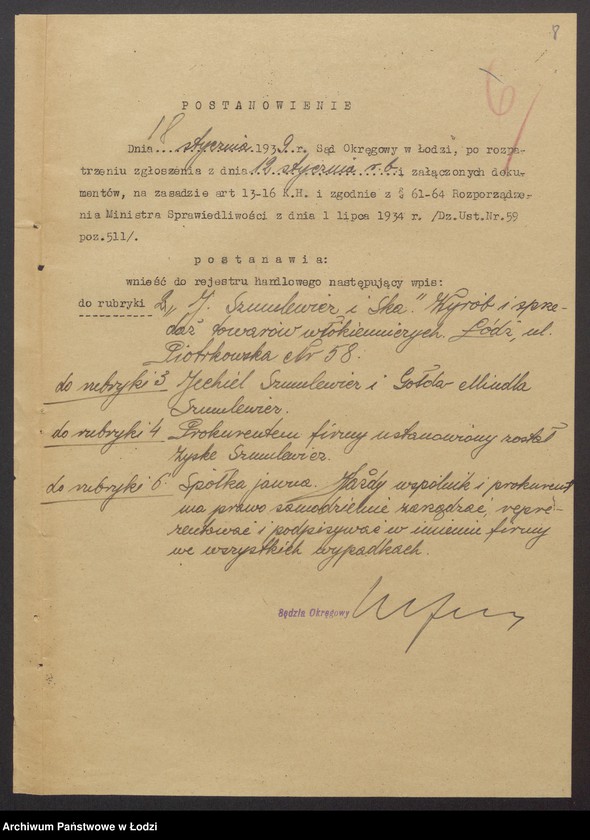 8
6/
POSTANOWIENIE
Dnia 18 stycznia 1939 r. Sąd Okręgowy w Łodzi, po rozpa-
trzeniu zgłoszenia z dnia 12 stycznia r.b. i załączonych doku-
mentów, na zasadzie art 13-16 K.H. i zgodnie z § 61-64 Rozporządze-
nia Ministra Sprawiedliwości z dnia 1 lipca 1934 r. /Dz.Ust.Nr.59
poz.511/.
postanawia:
wnieść do rejestru handlowego następujący wpis:
do rubryki 2 „J. Szmulewicz i Ska." Wyrób i sprze-
daż towarów włókienniczych. Łódź, ul.
Piotrkowska Nr 58.
do rubryki 3 Jechiel Szmulewicz i Gołda Mindla
Szmulewicz.
do rubryki 4 Prokurentem firmy ustanowiony został
Zyske Szmulewicz.
do rubryki 6 Spółka jawna. Każdy wspólnik i prokurent
ma prawo samodzielnie zarządzać, repre-
zentować i podpisywać w imieniu firmy
we wszystkich wypadkach.
Sędzia Okręgowy
Archiwum Państwowe w Łodzi